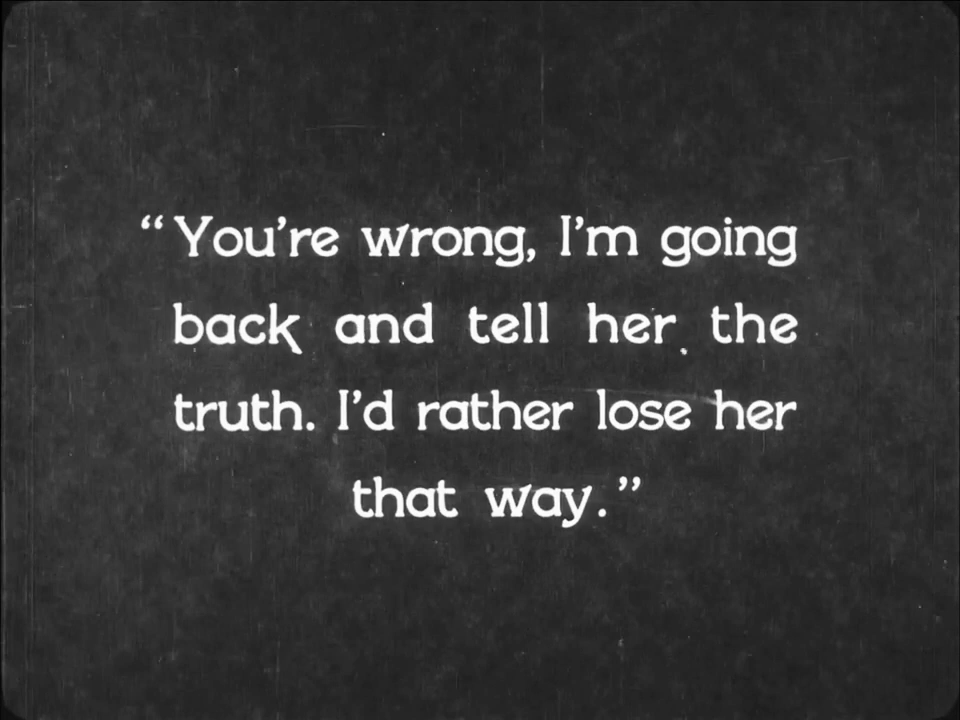 “You’re wrong, I’m going
back and tell her the
truth. I’d rather lose her
that way.”